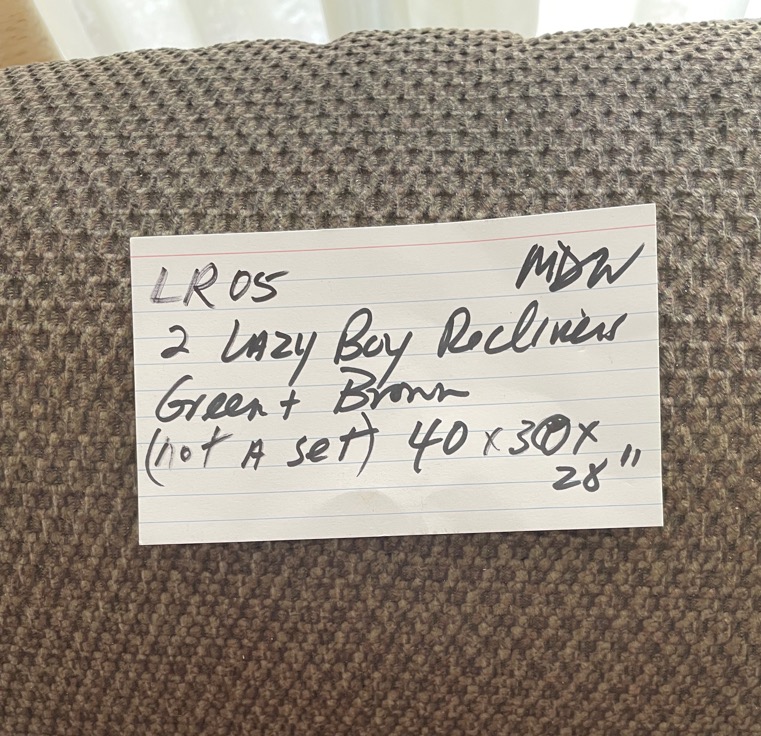 LR05 MDW
2 LAZY Boy Recliners
Green + Brown
(not A set) 40 x 30 x
28"